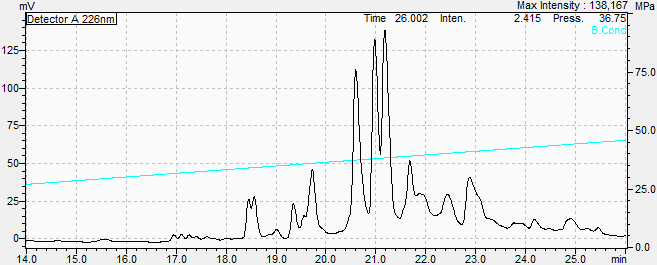 mV Max Intensity : 138,167 MPa
Detector A 226nm Time 26.002 Inten. 2.415 Press. 36.75
B.Conc
125
100
75
50
25
0
75.0
50.0
25.0
0.0
14.0 15.0 16.0 17.0 18.0 19.0 20.0 21.0 22.0 23.0 24.0 25.0 min